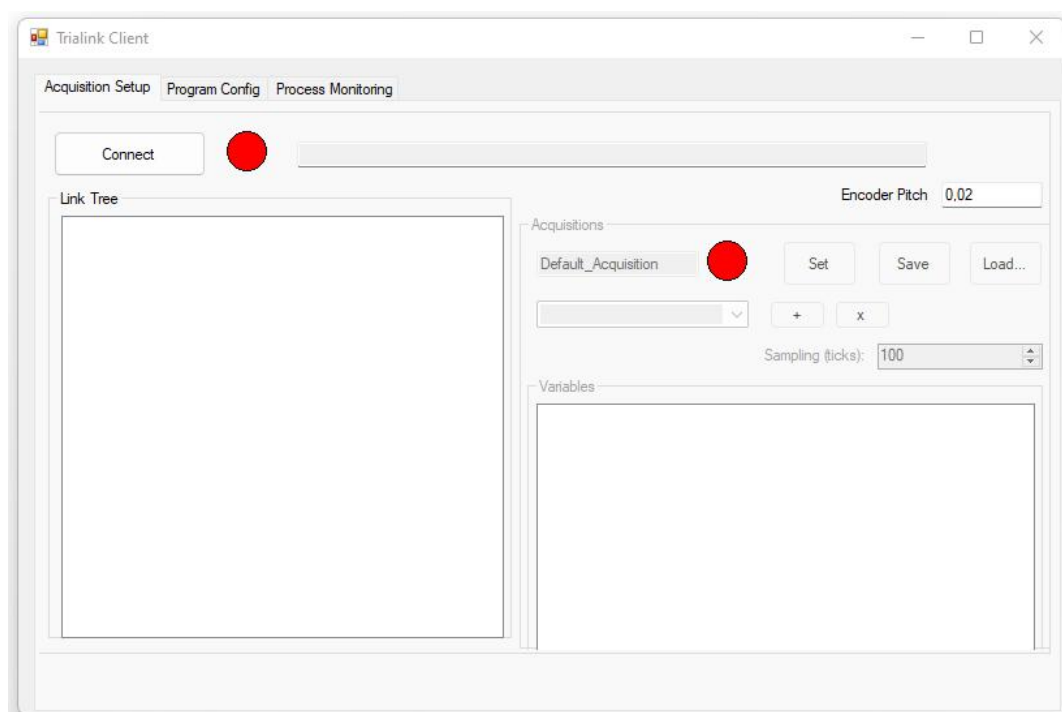 Trialink Client
Acquisition Setup Program Config Process Monitoring
Connect
Encoder Pitch 0,02
Link Tree
Acquisitions
Default_Acquisition Set Save Load...
+ x
Sampling (ticks): 100
Variables